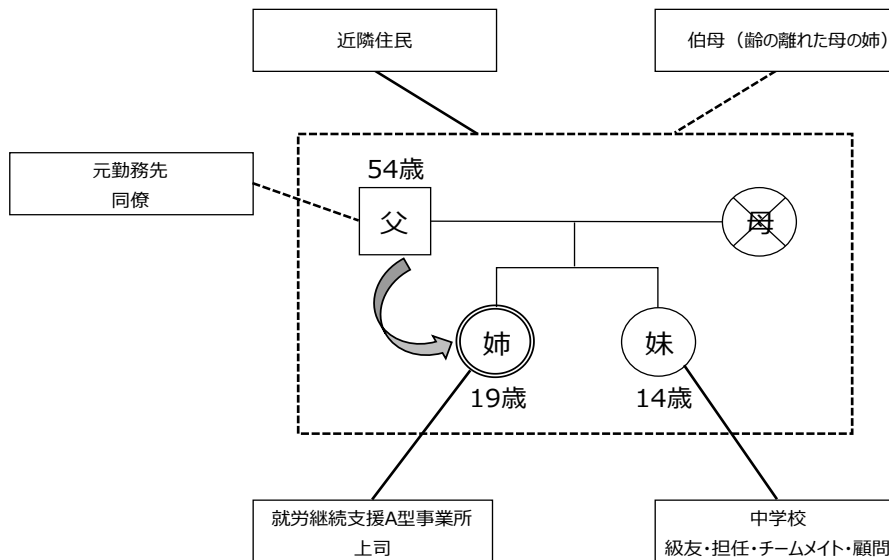 近隣住民
伯母（齢の離れた母の姉）
元勤務先
同僚
54歳
父
母
姉
妹
19歳
14歳
就労継続支援A型事業所
上司
中学校
級友・担任・チームメイト・顧問